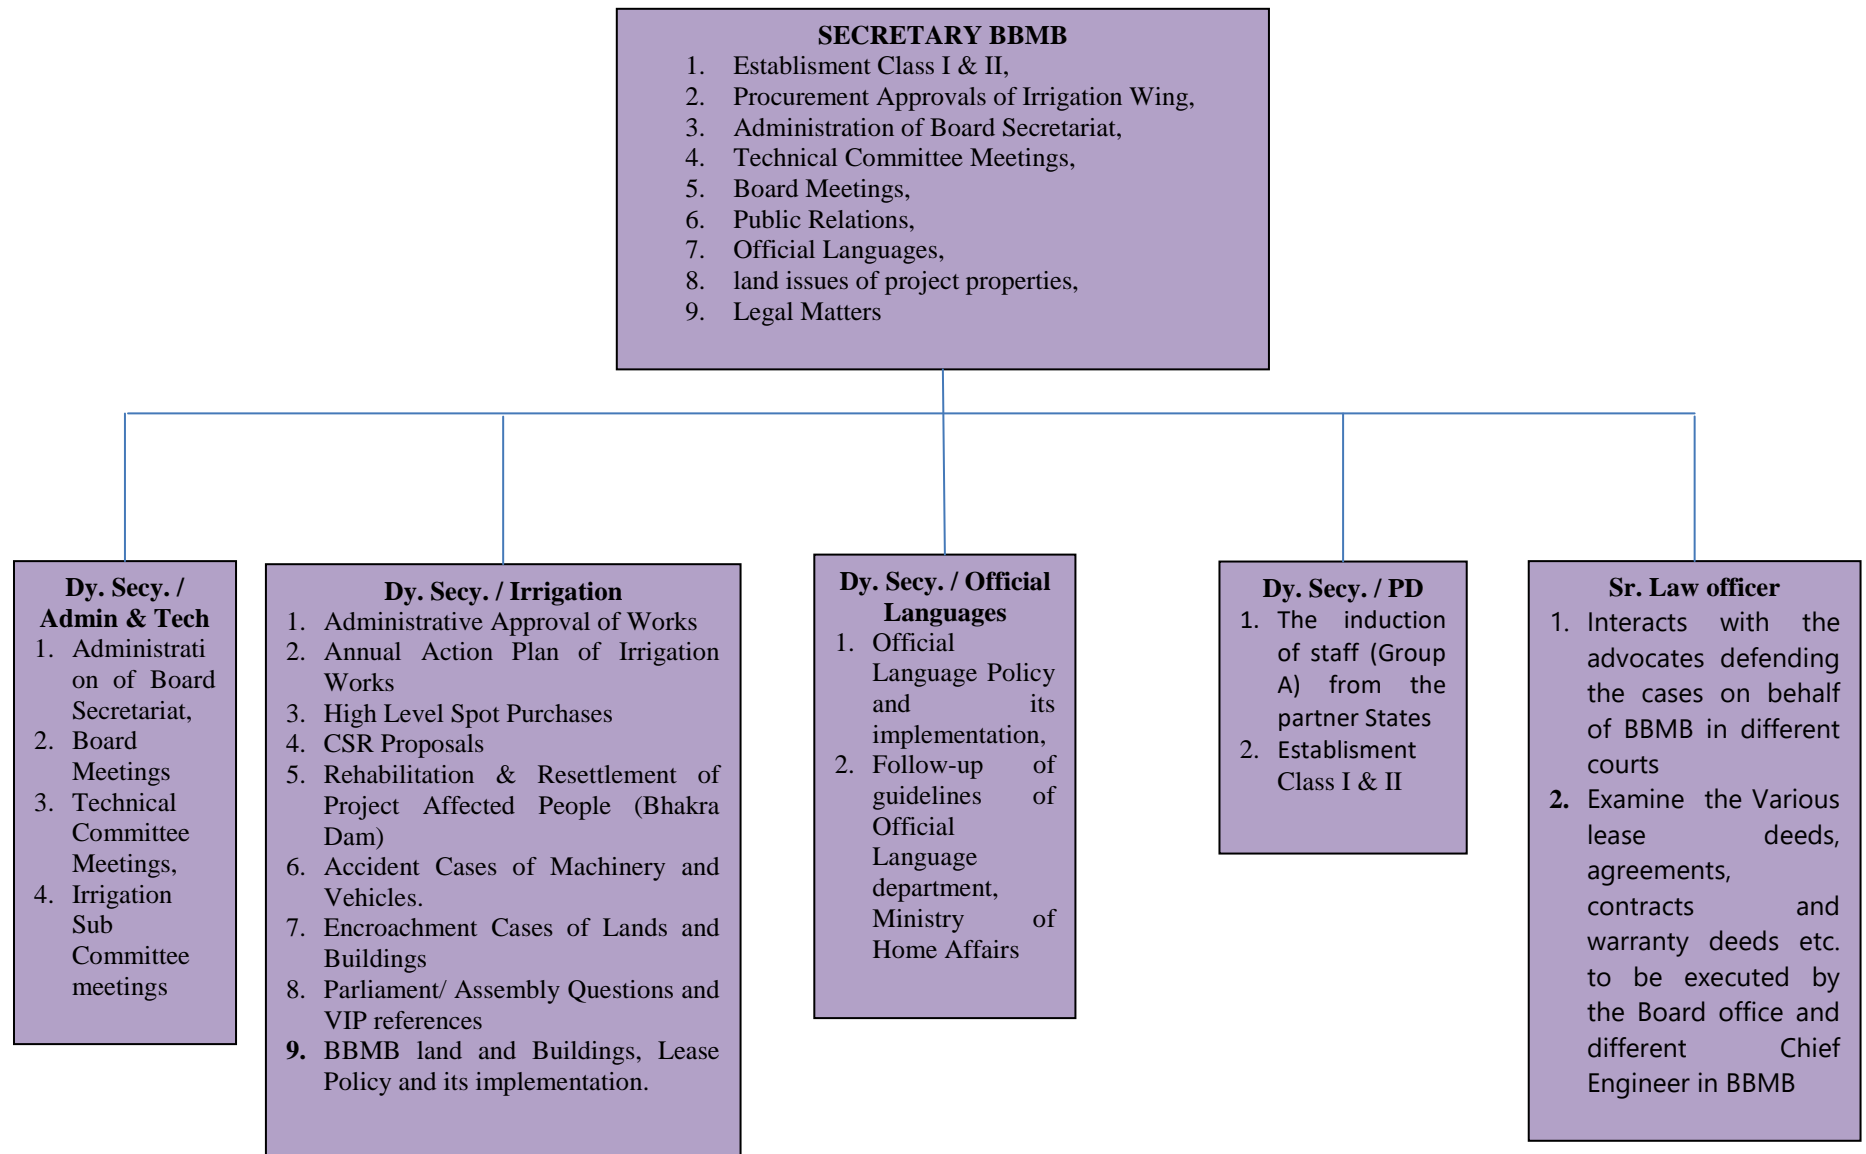 SECRETARY BBMB
1. Establisment Class I & II,
2. Procurement Approvals of Irrigation Wing,
3. Administration of Board Secretariat,
4. Technical Committee Meetings,
5. Board Meetings,
6. Public Relations,
7. Official Languages,
8. land issues of project properties,
9. Legal Matters
Dy. Secy. /
Admin & Tech
1. Administrati
on of Board
Secretariat,
2. Board
Meetings
3. Technical
Committee
Meetings,
4. Irrigation
Sub
Committee
meetings
Dy. Secy. / Irrigation
1. Administrative Approval of Works
2. Annual Action Plan of Irrigation
Works
3. High Level Spot Purchases
4. CSR Proposals
5. Rehabilitation & Resettlement of
Project Affected People (Bhakra
Dam)
6. Accident Cases of Machinery and
Vehicles.
7. Encroachment Cases of Lands and
Buildings
8. Parliament/ Assembly Questions and
VIP references
9. BBMB land and Buildings, Lease
Policy and its implementation.
Dy. Secy. / Official
Languages
1. Official
Language Policy
and its
implementation,
2. Follow-up of
guidelines of
Official
Language
department,
Ministry of
Home Affairs
Dy. Secy. / PD
1. The induction
of staff (Group
A) from the
partner States
2. Establisment
Class I & II
Sr. Law officer
1. Interacts with the
advocates defending
the cases on behalf
of BBMB in different
courts
2. Examine the Various
lease deeds,
agreements,
contracts and
warranty deeds etc.
to be executed by
the Board office and
different Chief
Engineer in BBMB